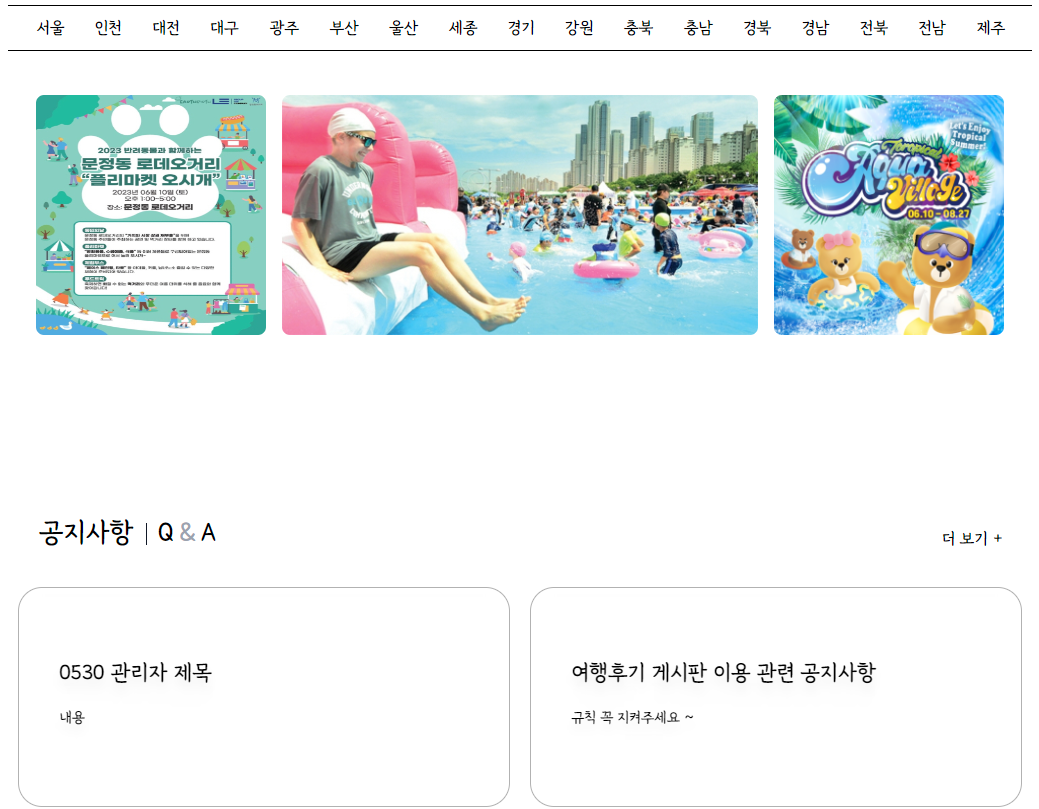 서울 인천 대전 대구 광주 부산 울산 세종 경기 강원 충북 충남 경북 경남 전북 전남 제주
2023 반려동물과 함께하는
문정동 로데오거리
“플리마켓 오시개”
2023년 06월 10일 (토)
오후 1:00~5:00
장소: 문정동 로데오거리
Let's Enjoy
Tropical
Summer!
Toropical
Aqua
Village
06.10 - 08.27
공지사항 | Q & A
더 보기 +
0530 관리자 제목
내용
여행후기 게시판 이용 관련 공지사항
규칙 꼭 지켜주세요 ~